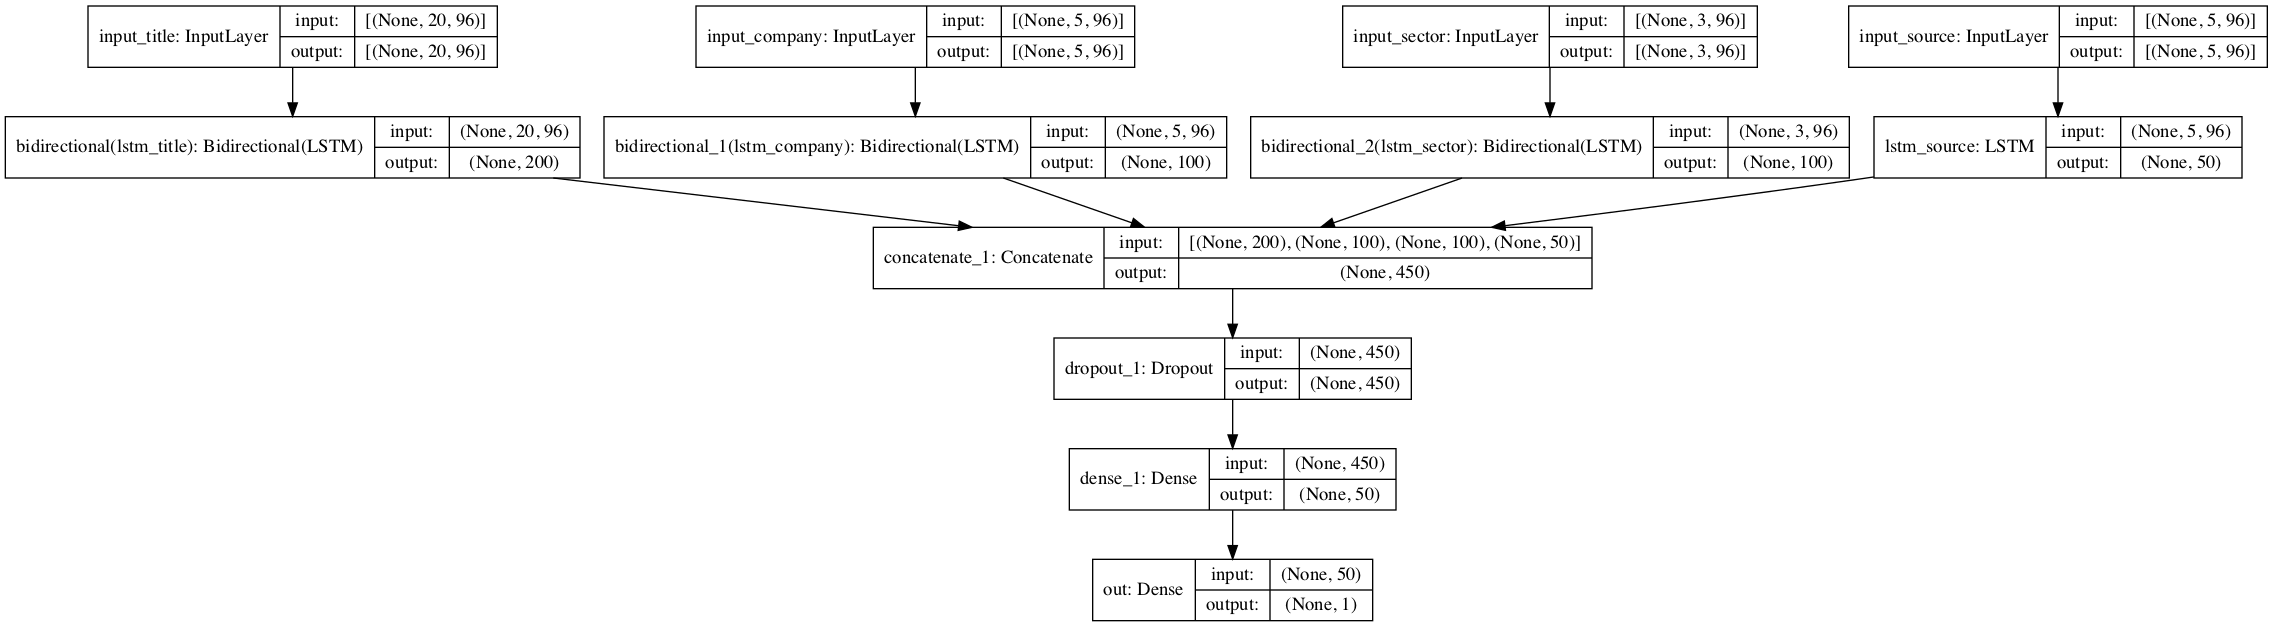 input_title: InputLayer
input: [(None, 20, 96)]
output: [(None, 20, 96)]
input_company: InputLayer
input: [(None, 5, 96)]
output: [(None, 5, 96)]
input_sector: InputLayer
input: [(None, 3, 96)]
output: [(None, 3, 96)]
input_source: InputLayer
input: [(None, 5, 96)]
output: [(None, 5, 96)]
bidirectional(lstm_title): Bidirectional(LSTM)
input: (None, 20, 96)
output: (None, 200)
bidirectional_1(lstm_company): Bidirectional(LSTM)
input: (None, 5, 96)
output: (None, 100)
bidirectional_2(lstm_sector): Bidirectional(LSTM)
input: (None, 3, 96)
output: (None, 100)
lstm_source: LSTM
input: (None, 5, 96)
output: (None, 50)
concatenate_1: Concatenate
input: [(None, 200), (None, 100), (None, 100), (None, 50)]
output: (None, 450)
dropout_1: Dropout
input: (None, 450)
output: (None, 450)
dense_1: Dense
input: (None, 450)
output: (None, 50)
out: Dense
input: (None, 50)
output: (None, 1)